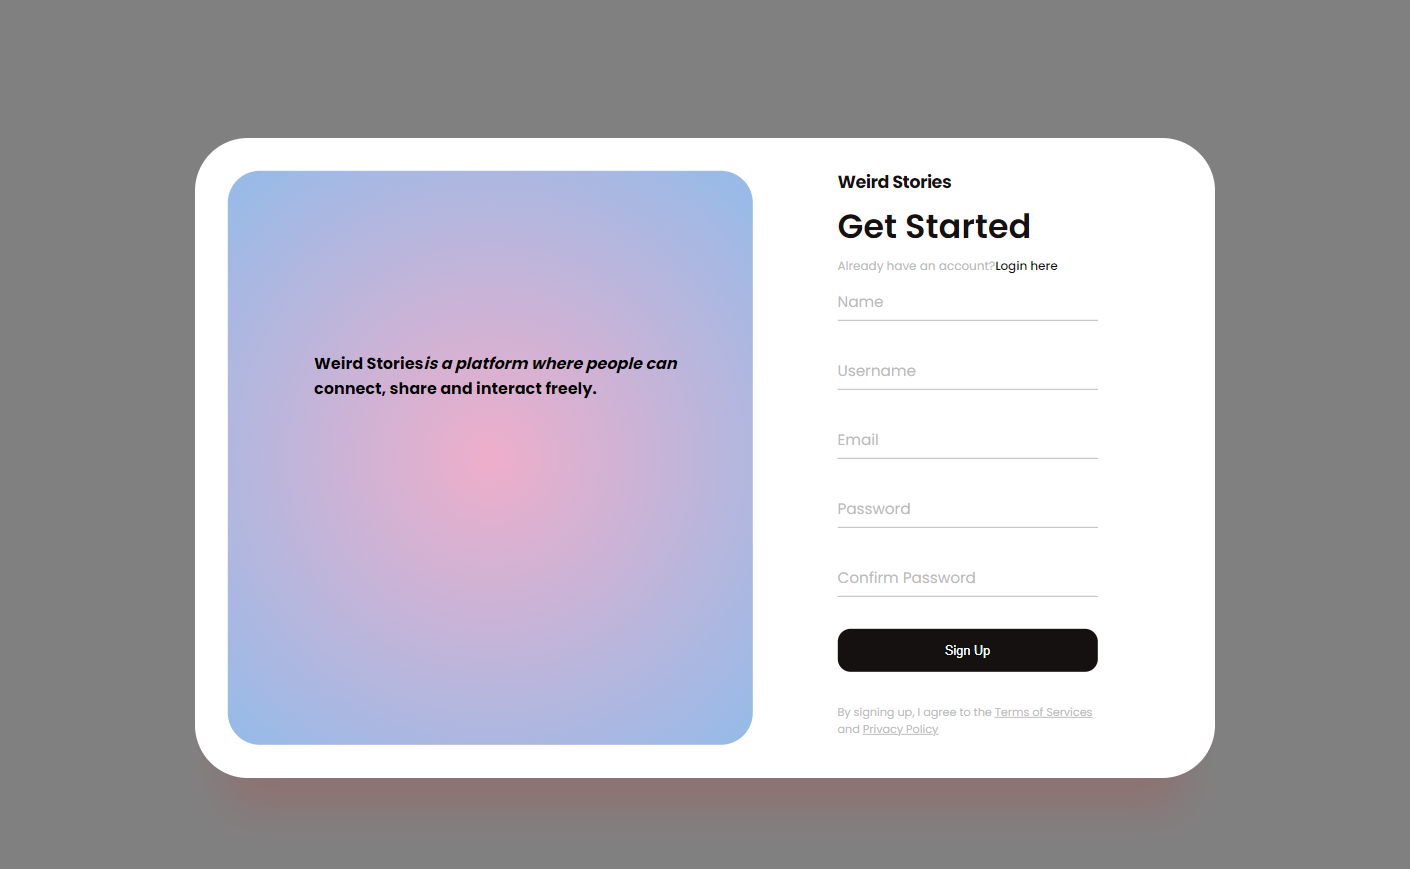 Weird Storiesis a platform where people can
connect, share and interact freely.
Weird Stories
Get Started
Already have an account?Login here
Name
Username
Email
Password
Confirm Password
Sign Up
By signing up, I agree to the Terms of Services
and Privacy Policy